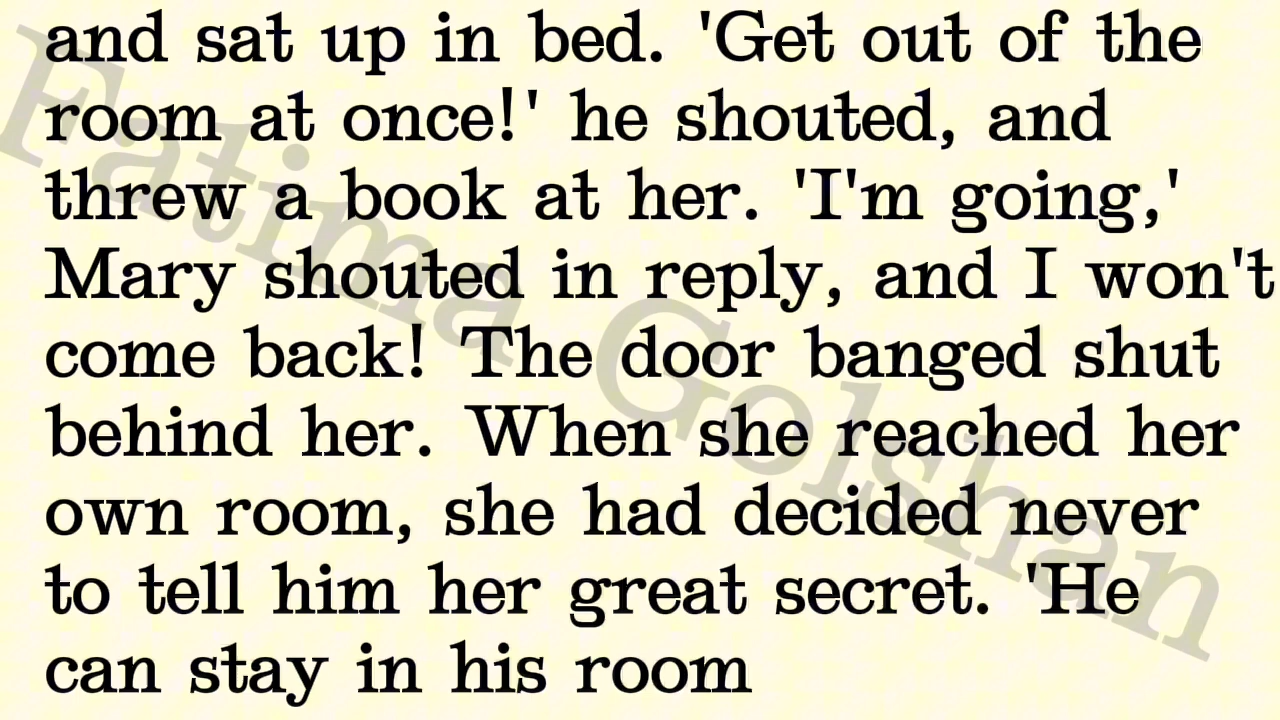 and sat up in bed. 'Get out of the
room at once!' he shouted, and
threw a book at her. 'I'm going,'
Mary shouted in reply, and I won't
come back! The door banged shut
behind her. When she reached her
own room, she had decided never
to tell him her great secret. 'He
can stay in his room
Fatima Golshan